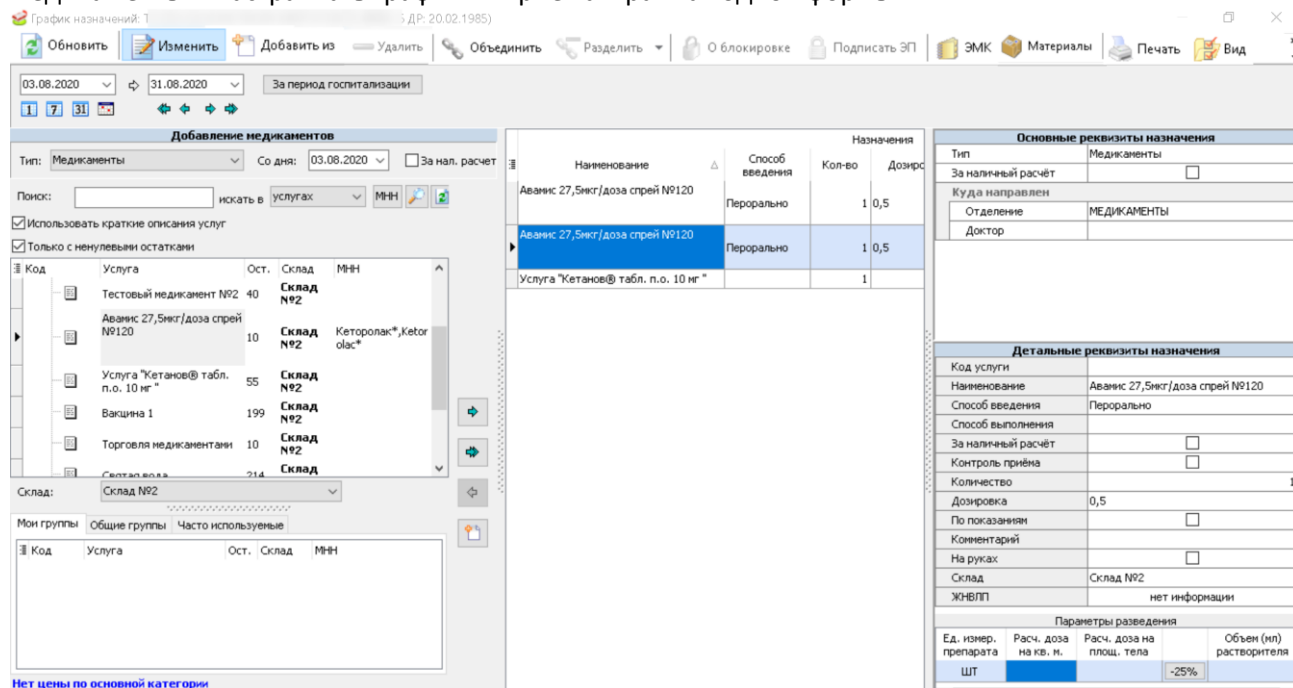 График назначений: Т ДР: 20.02.1985)
Обновить Изменить Добавить из Удалить Объединить Разделить О блокировке Подписать ЭП ЭМК Материалы Печать Вид
03.08.2020 31.08.2020 За период госпитализации
1 7 31
Добавление медикаментов
Тип: Медикаменты Со дня: 03.08.2020 За нал. расчет
Поиск: искать в услугах МНН
Использовать краткие описания услуг
Только с ненулевыми остатками
Код Услуга Ост. Склад МНН
Тестовый медикамент №2 40 Склад №2
Авамис 27,5мкг/доза спрей №120 10 Склад №2 Кеторолак*,Ketorolac*
Услуга "Кетанов® табл. п.о. 10 мг " 55 Склад №2
Вакцина 1 199 Склад №2
Торговля медикаментами 10 Склад №2
Святая вода 214 Склад
Склад: Склад №2
Мои группы Общие группы Часто используемые
Код Услуга Ост. Склад МНН
Нет цены по основной категории
Назначения
Наименование Способ введения Кол-во Дозиро
Авамис 27,5мкг/доза спрей №120 Перорально 1 0,5
Авамис 27,5мкг/доза спрей №120 Перорально 1 0,5
Услуга "Кетанов® табл. п.о. 10 мг " 1
Основные реквизиты назначения
Тип Медикаменты
За наличный расчёт
Куда направлен
Отделение МЕДИКАМЕНТЫ
Доктор
Детальные реквизиты назначения
Код услуги
Наименование Авамис 27,5мкг/доза спрей №120
Способ введения Перорально
Способ выполнения
За наличный расчёт
Контроль приёма
Количество 1
Дозировка 0,5
По показаниям
Комментарий
На руках
Склад Склад №2
ЖНВЛП нет информации
Параметры разведения
Ед. измер. препарата Расч. доза на кв. м. Расч. доза на площ. тела Объем (мл) растворителя
ШТ -25%